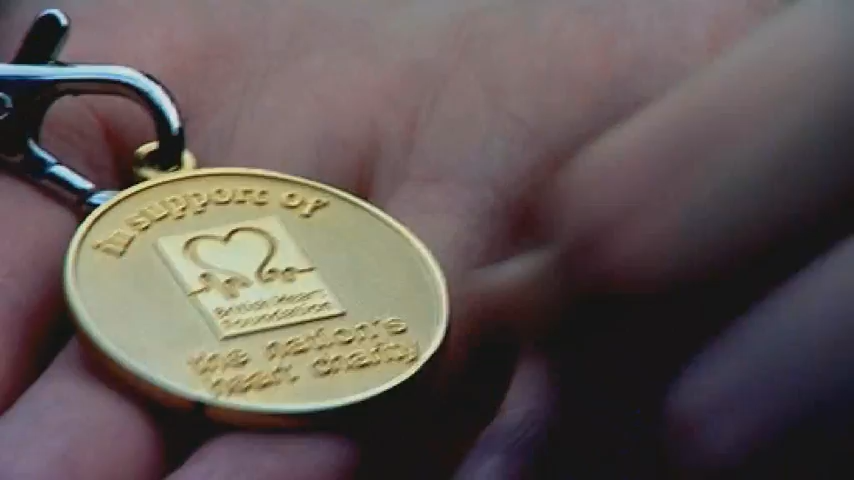 in support of
British Heart
Foundation
the nation's
heart charity